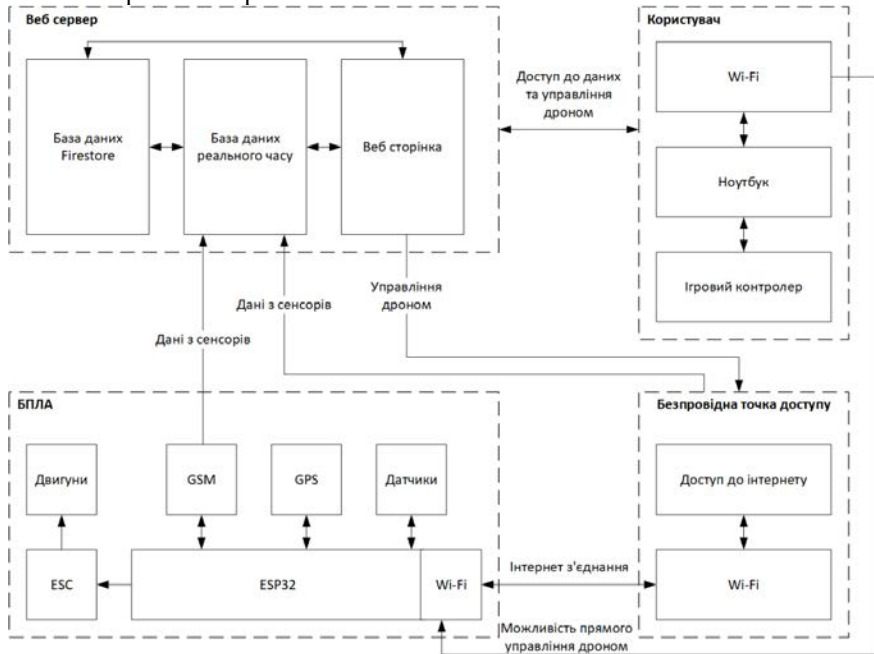 Веб сервер
База даних
Firestore
База даних
реального часу
Веб сторінка
Доступ до даних
та управління
дроном
Користувач
Wi-Fi
Ноутбук
Ігровий контролер
Дані з сенсорів
Дані з сенсорів
Управління
дроном
БПЛА
Двигуни
GSM
GPS
Датчики
ESC
ESP32
Wi-Fi
Інтернет з'єднання
Можливість прямого
управління дроном
Безпровідна точка доступу
Доступ до інтернету
Wi-Fi